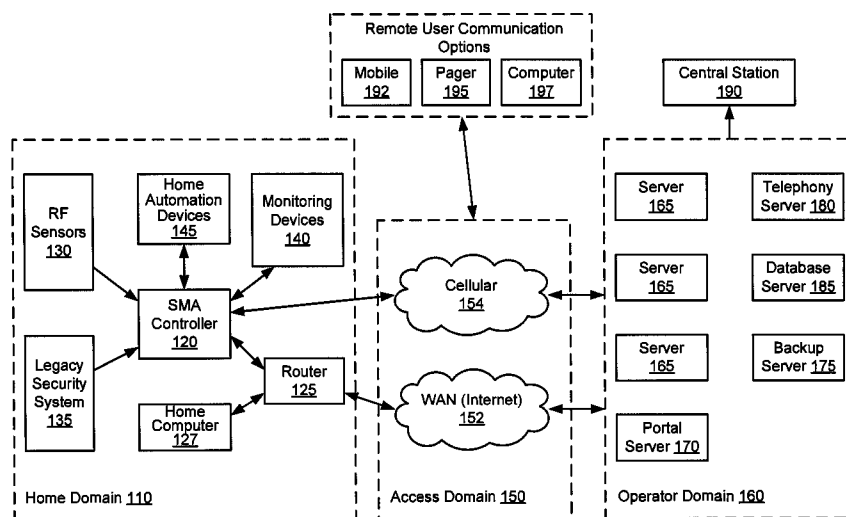 Remote User Communication
Options
Mobile
192
Pager
195
Computer
197
Central Station
190
RF
Sensors
130
Home
Automation
Devices
145
Monitoring
Devices
140
SMA
Controller
120
Legacy
Security
System
135
Router
125
Home
Computer
127
Home Domain 110
Cellular
154
WAN (Internet)
152
Access Domain 150
Server
165
Telephony
Server 180
Server
165
Database
Server 185
Server
165
Backup
Server 175
Portal
Server 170
Operator Domain 160